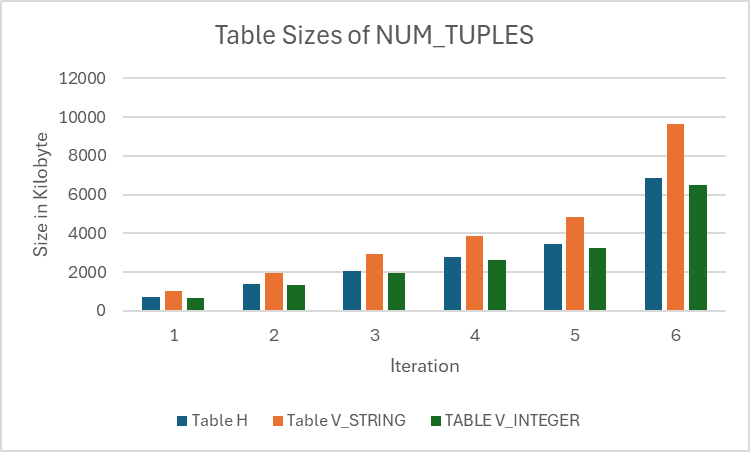 Table Sizes of NUM_TUPLES
Size in Kilobyte
12000
10000
8000
6000
4000
2000
0
1 2 3 4 5 6
Iteration
Table H Table V_STRING TABLE V_INTEGER